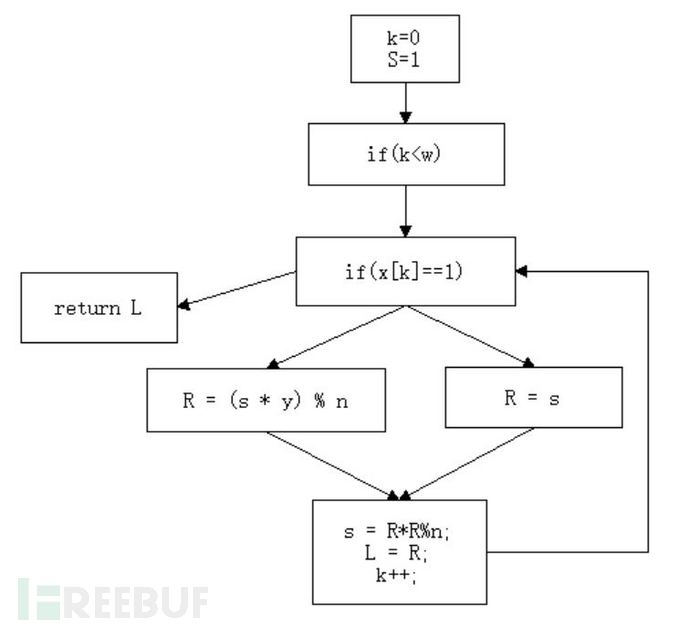 k=0
S=1
if(k<w)
if(x[k]==1)
return L
R = (s * y) % n
R = s
s = R*R%n;
L = R;
k++;
FREEBUF